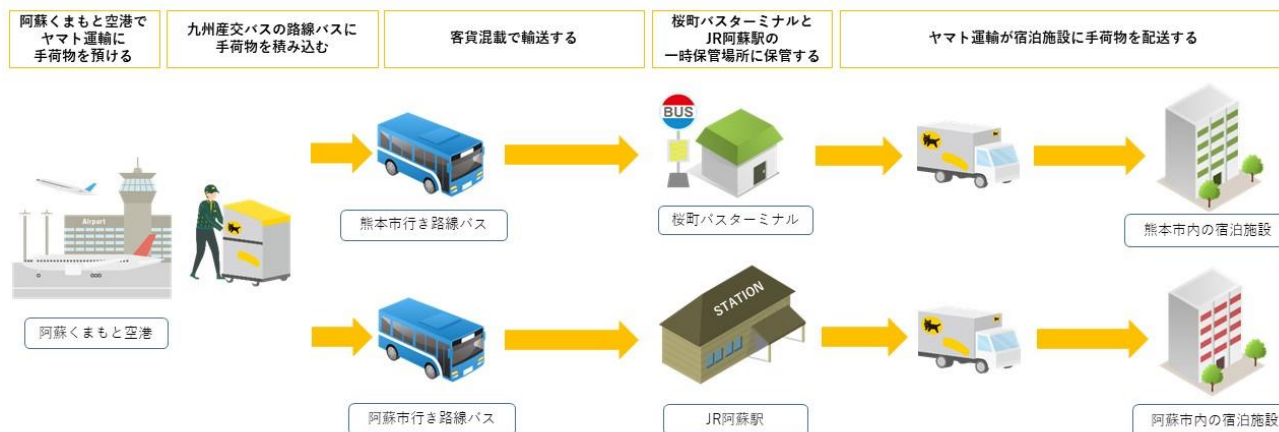 阿蘇くまもと空港で
ヤマト運輸に
手荷物を預ける
九州産交バスの路線バスに
手荷物を積み込む
客貨混載で輸送する
桜町バスターミナルと
JR阿蘇駅の
一時保管場所に保管する
ヤマト運輸が宿泊施設に手荷物を配送する
Airport
阿蘇くまもと空港
熊本市行き路線バス
BUS
桜町バスターミナル
熊本市内の宿泊施設
阿蘇市行き路線バス
STATION
JR阿蘇駅
阿蘇市内の宿泊施設